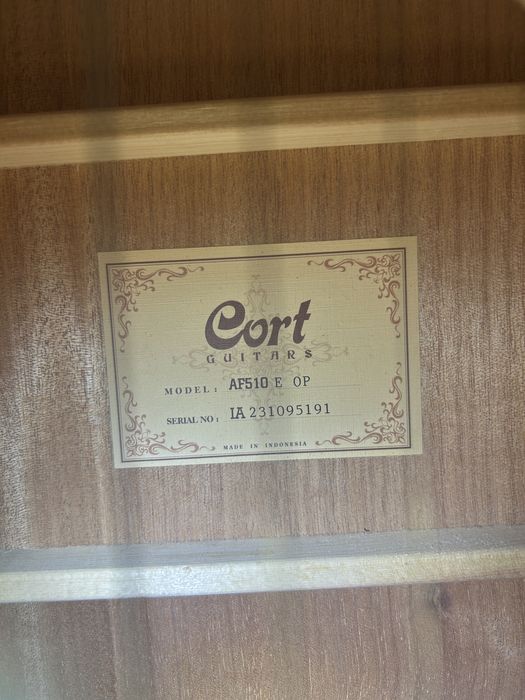 Cort
GUITARS
MODEL: AF510 E OP
SERIAL NO: IA 231095191
MADE IN INDONESIA